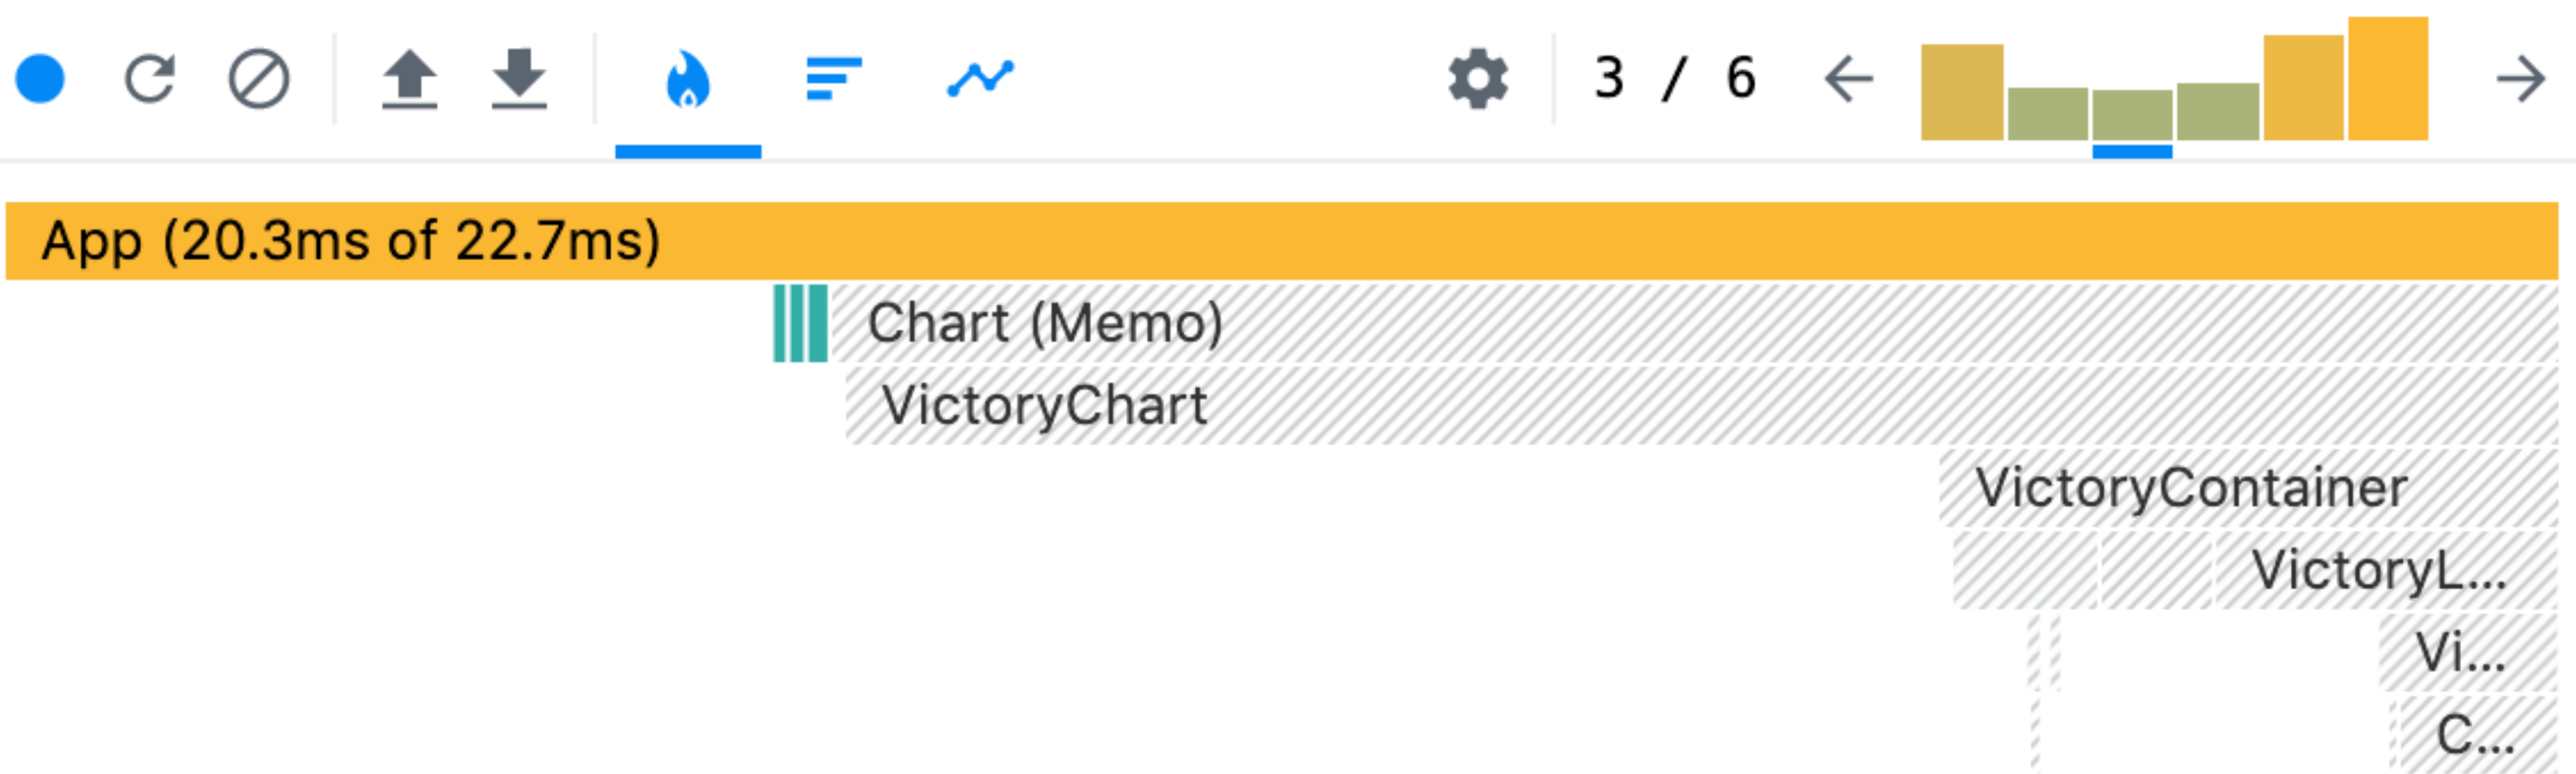 3 / 6
App (20.3ms of 22.7ms)
Chart (Memo)
VictoryChart
VictoryContainer
VictoryL...
Vi...
C...